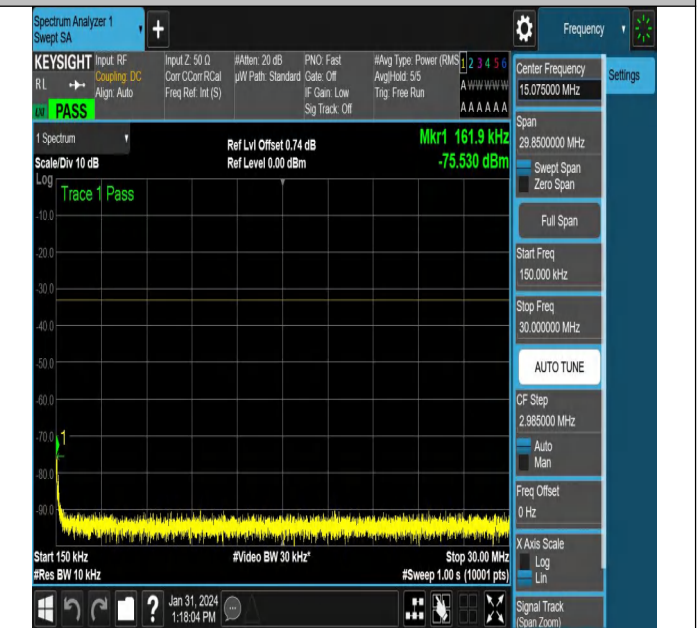 Spectrum Analyzer 1
Swept SA
Frequency
KEYSIGHT
RL
PASS
Input: RF
Coupling: DC
Align: Auto
Input Z: 50 Ω
Corr CCorr RCal
Freq Ref: Int (S)
#Atten: 20 dB
µW Path: Standard
PNO: Fast
Gate: Off
IF Gain: Low
Sig Track: Off
#Avg Type: Power (RMS
Avg|Hold: 5/5
Trig: Free Run
1 2 3 4 5 6
A W W W W W
A A A A A A
1 Spectrum
Scale/Div 10 dB
Ref Lvl Offset 0.74 dB
Ref Level 0.00 dBm
Mkr1 161.9 kHz
-75.530 dBm
Log
Trace 1 Pass
-10.0
-20.0
-30.0
-40.0
-50.0
-60.0
-70.0
1
-80.0
-90.0
Start 150 kHz
#Video BW 30 kHz*
Stop 30.00 MHz
#Res BW 10 kHz
#Sweep 1.00 s (10001 pts)
?
Jan 31, 2024
1:18:04 PM
Center Frequency
15.075000 MHz
Settings
Span
29.8500000 MHz
Swept Span
Zero Span
Full Span
Start Freq
150.000 kHz
Stop Freq
30.000000 MHz
AUTO TUNE
CF Step
2.985000 MHz
Auto
Man
Freq Offset
0 Hz
X Axis Scale
Log
Lin
Signal Track
(Span Zoom)